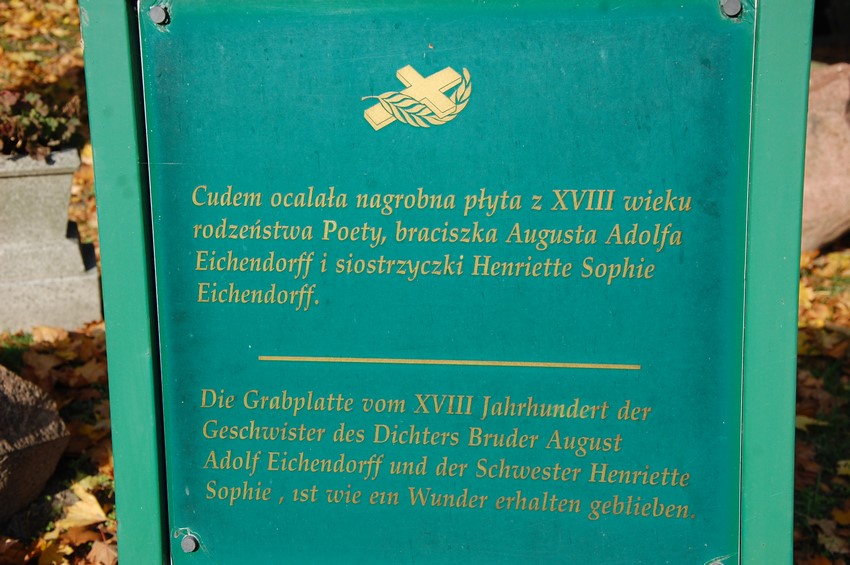 Cudem ocalała nagrobna płyta z XVIII wieku
rodzeństwa Poety, braciszka Augusta Adolfa
Eichendorff i siostrzyczki Henriette Sophie
Eichendorff.
Die Grabplatte vom XVIII Jahrhundert der
Geschwister des Dichters Bruder August
Adolf Eichendorff und der Schwester Henriette
Sophie , ist wie ein Wunder erhalten geblieben.